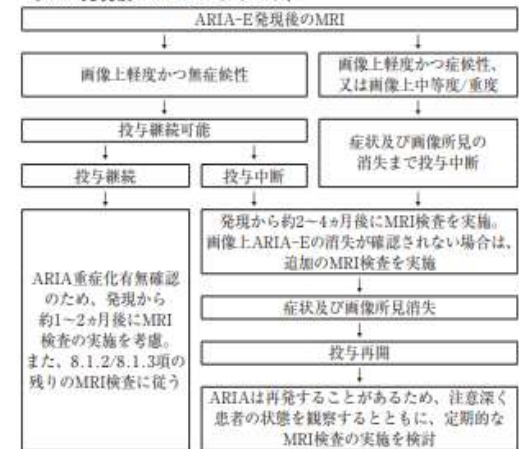 ARIA-E発現後のMRI
画像上軽度かつ無症候性
画像上軽度かつ症候性、
又は画像上中等度/重度
投与継続可能
症状及び画像所見の
消失まで投与中断
投与継続
投与中断
ARIA重症化有無確認
のため、発現から
約1~2ヵ月後にMRI
検査の実施を考慮。
また、8.1.2/8.1.3項の
残りのMRI検査に従う
発現から約2~4ヵ月後にMRI検査を実施。
画像上ARIA-Eの消失が確認されない場合は、
追加のMRI検査を実施
症状及び画像所見消失
投与再開
ARIAは再発することがあるため、注意深く
患者の状態を観察するとともに、定期的な
MRI検査の実施を検討